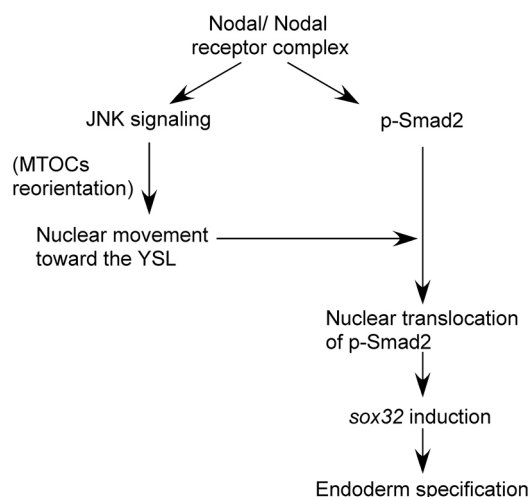 Nodal/ Nodal
receptor complex
JNK signaling
p-Smad2
(MTOCs
reorientation)
Nuclear movement
toward the YSL
Nuclear translocation
of p-Smad2
sox32 induction
Endoderm specification